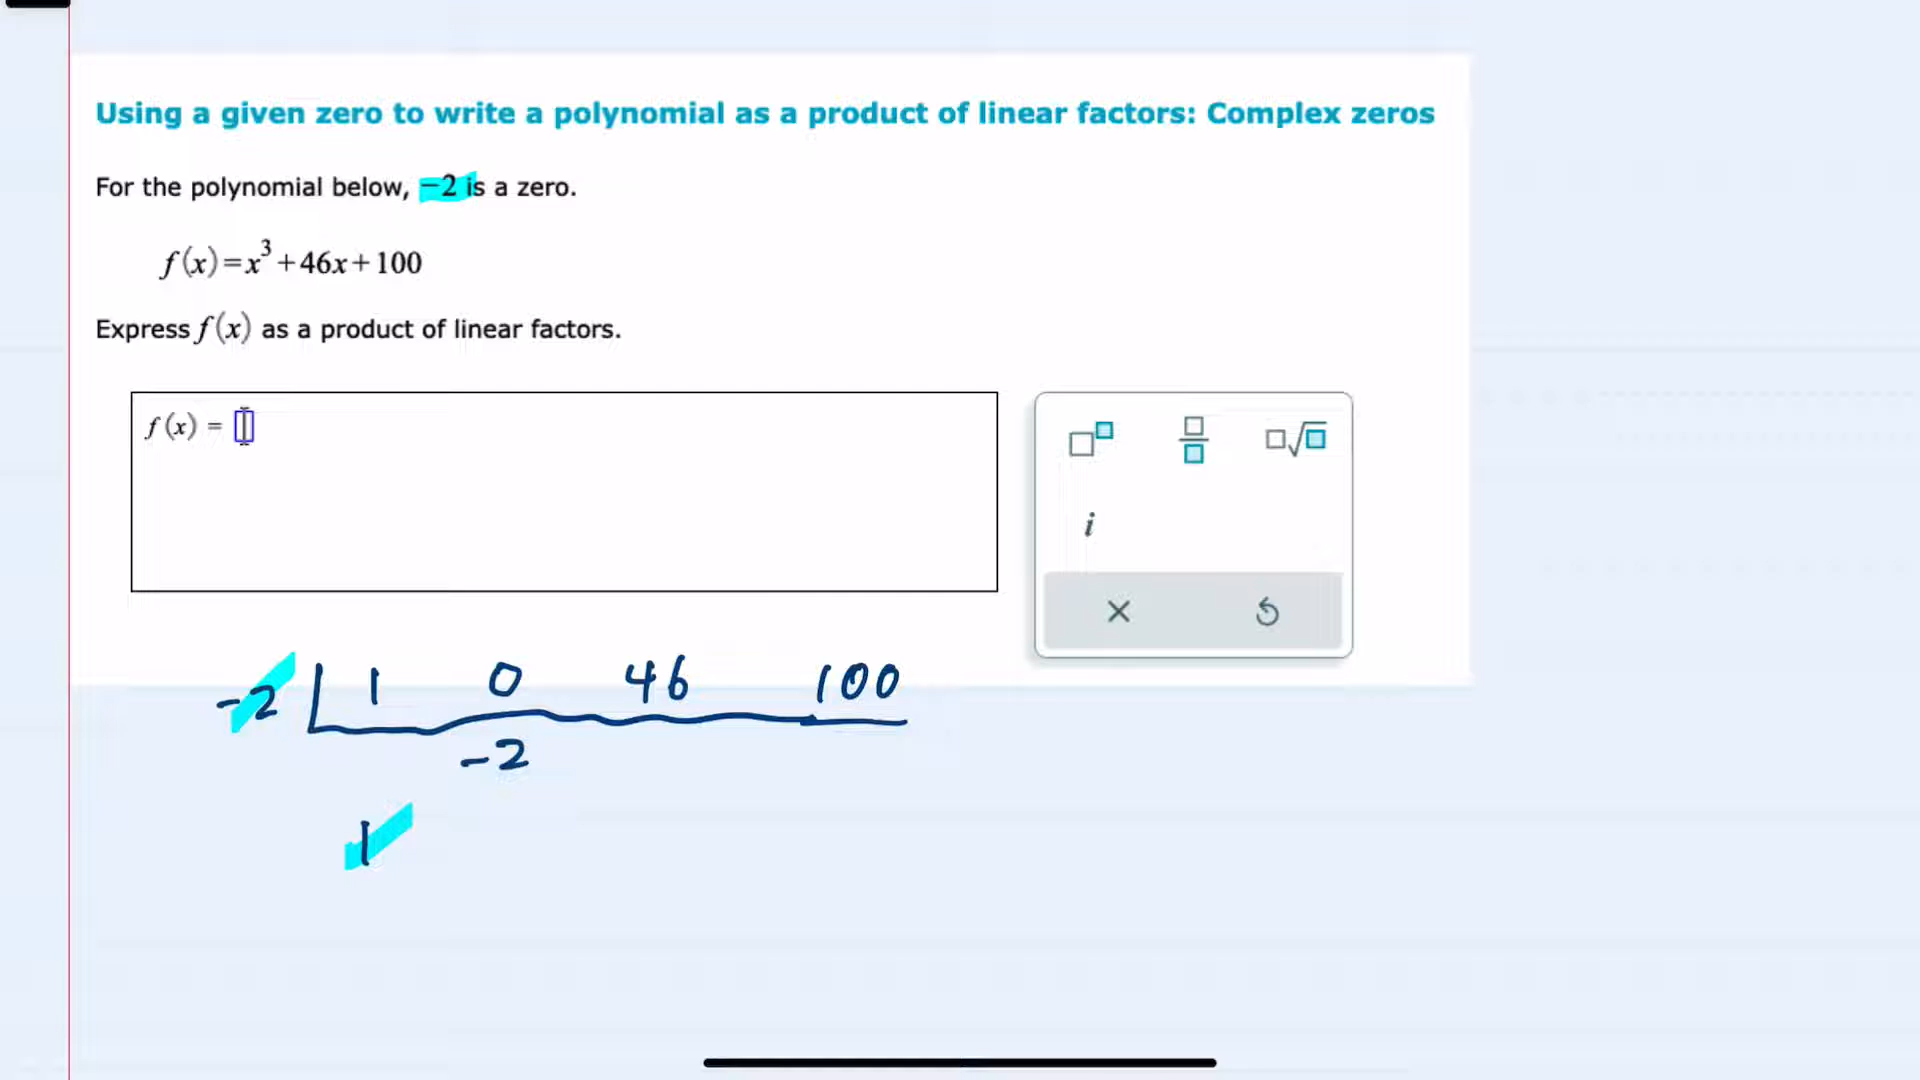 Using a given zero to write a polynomial as a product of linear factors: Complex zeros
For the polynomial below, −2 is a zero.
f(x)=x³+46x+100
Express f(x) as a product of linear factors.
f(x) =
i
-2 1 0 46 100
-2
1